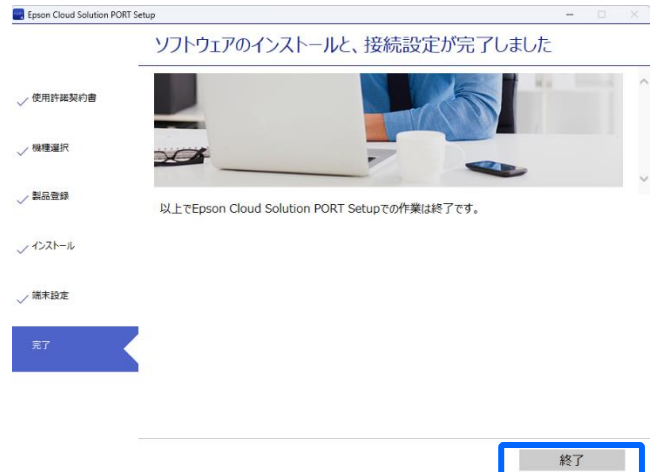 Epson Cloud Solution PORT Setup
ソフトウェアのインストールと、接続設定が完了しました
使用許諾契約書
機種選択
製品登録
インストール
端末設定
完了
以上でEpson Cloud Solution PORT Setupでの作業は終了です。
終了